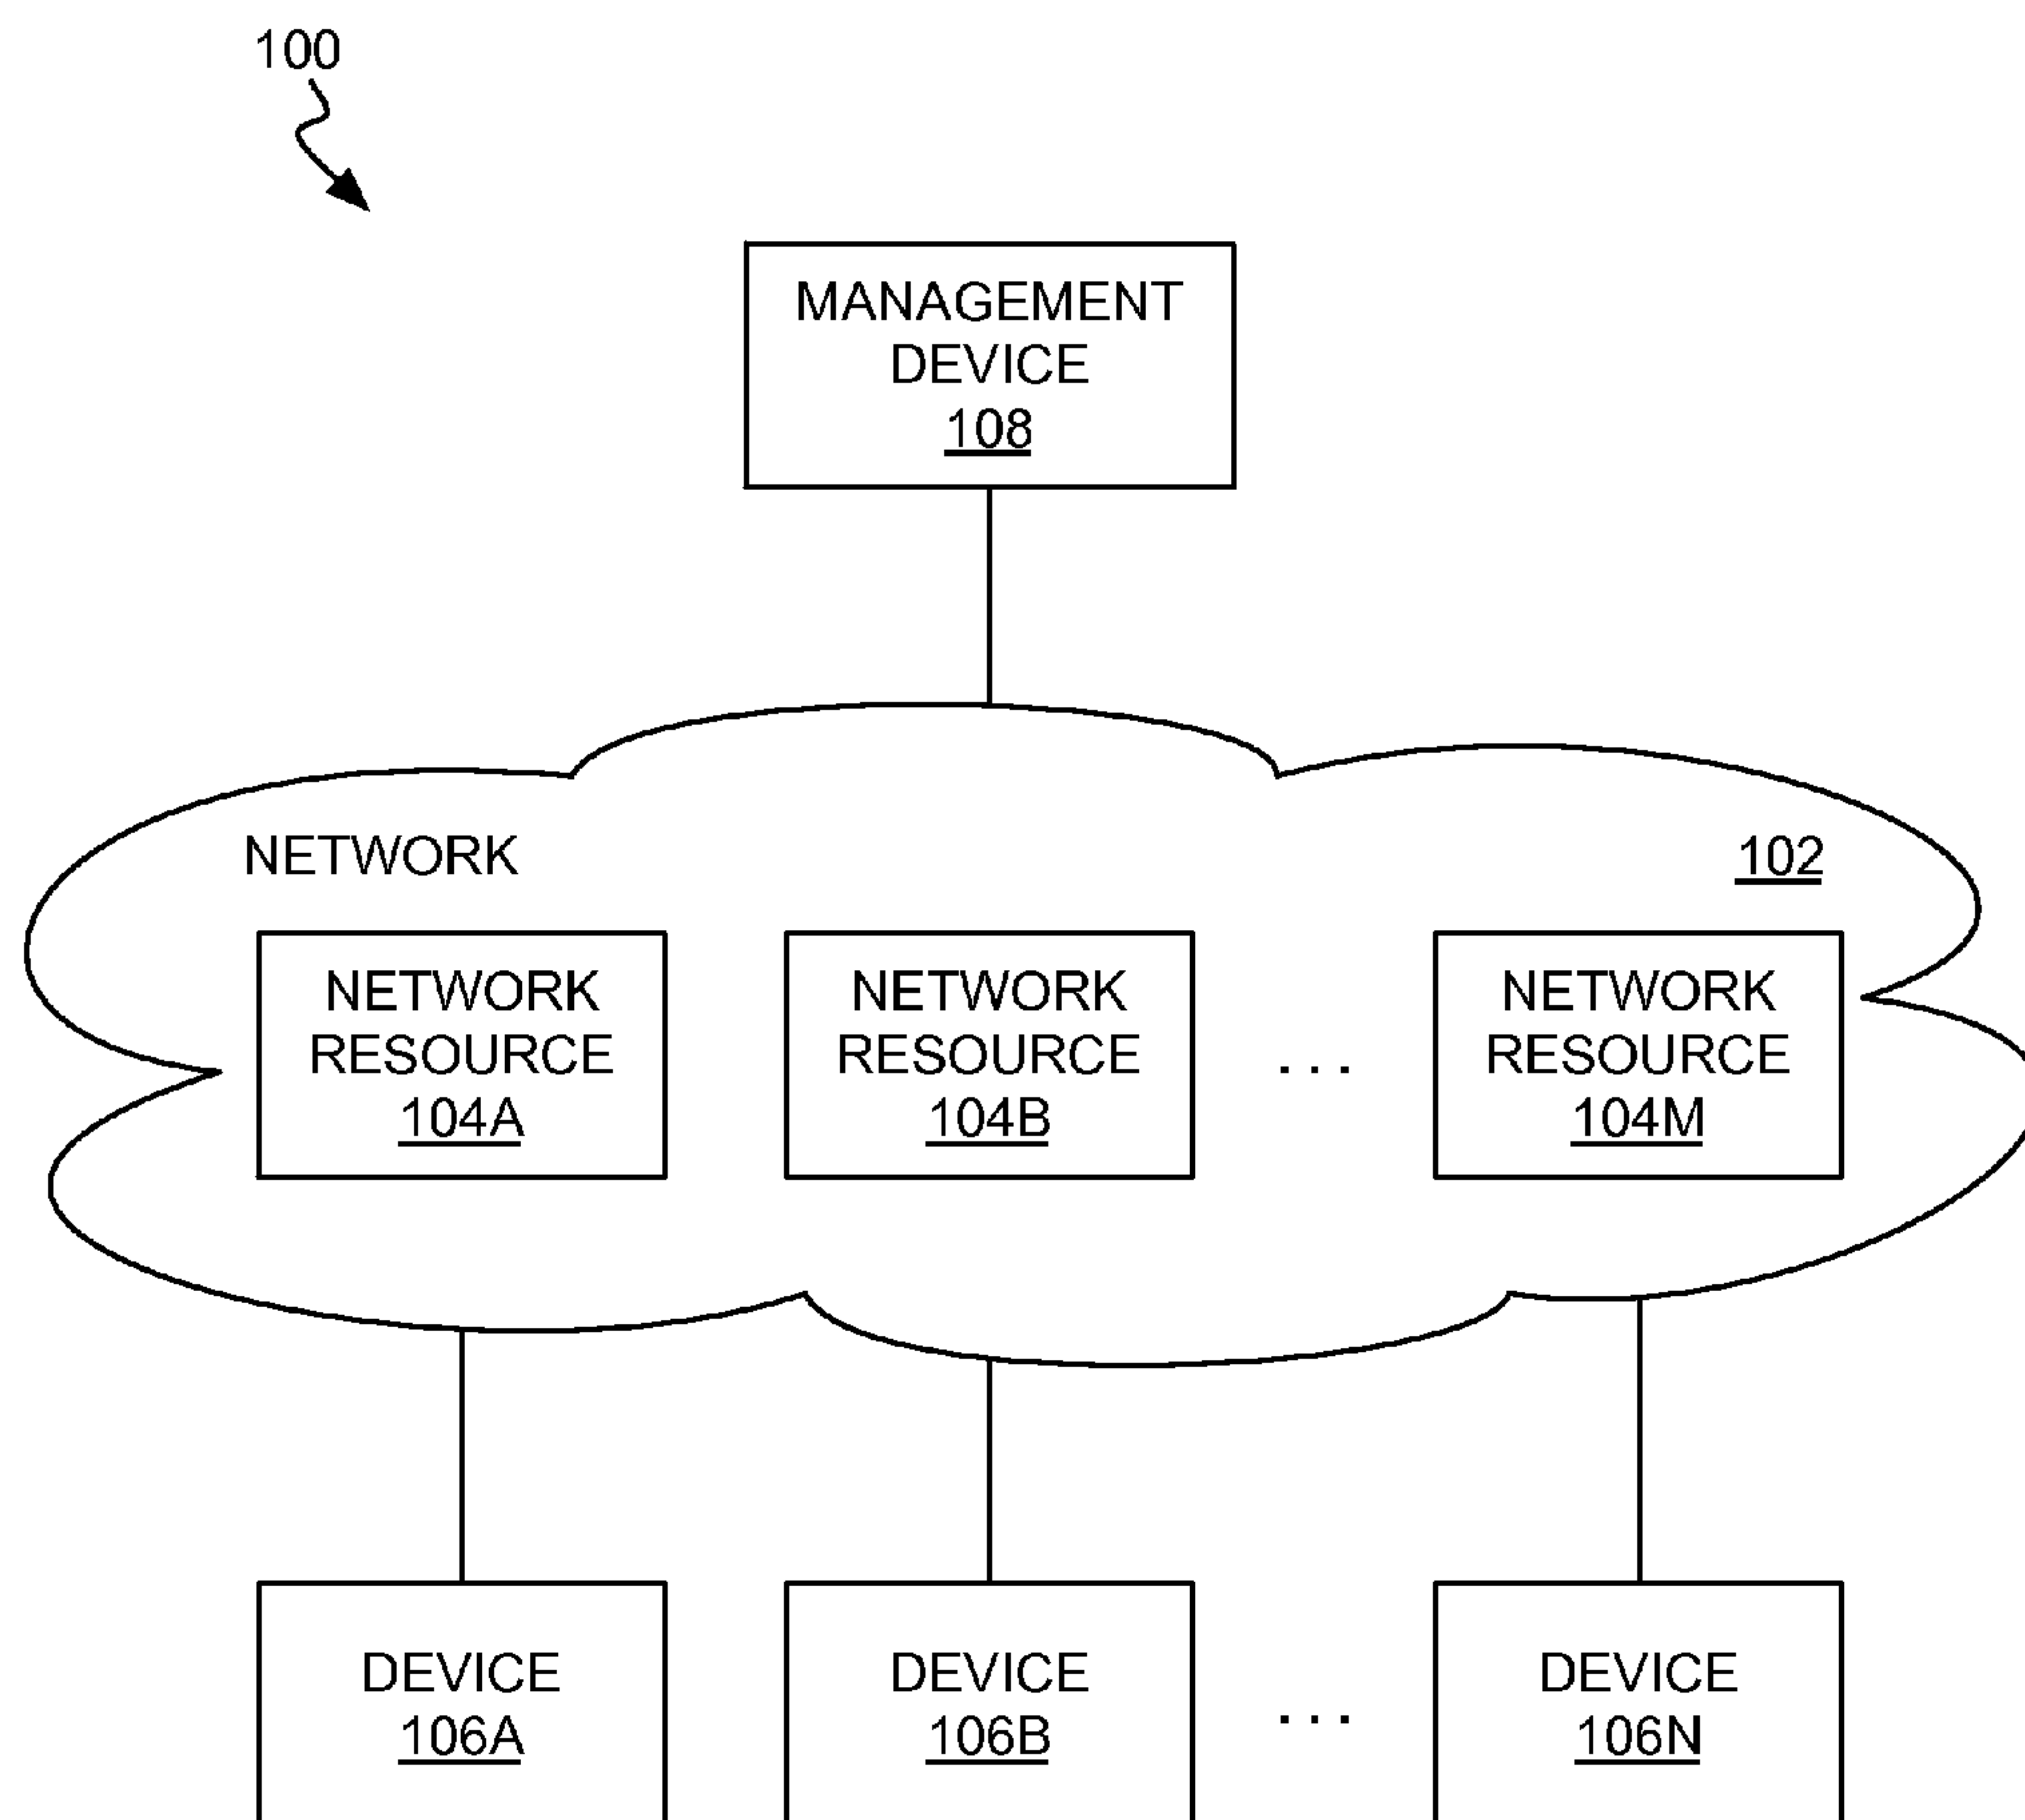 100
MANAGEMENT
DEVICE
108
NETWORK
102
NETWORK
RESOURCE
104A
NETWORK
RESOURCE
104B
. . .
NETWORK
RESOURCE
104M
DEVICE
106A
DEVICE
106B
. . .
DEVICE
106N